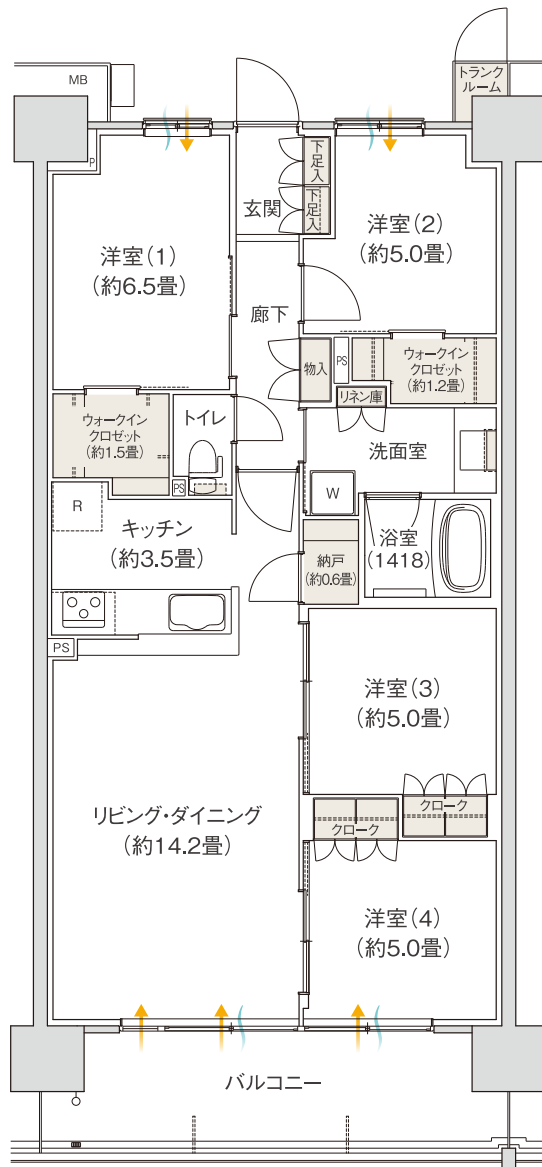 MB
トランク
ルーム
P
下足入
下足入
玄関
洋室(1)
(約6.5畳)
洋室(2)
(約5.0畳)
廊下
物入
PS
ウォークイン
クロゼット
(約1.2畳)
リネン庫
ウォークイン
クロゼット
(約1.5畳)
トイレ
PS
洗面室
R
W
キッチン
(約3.5畳)
納戸
(約0.6畳)
浴室
(1418)
PS
洋室(3)
(約5.0畳)
クローク
クローク
リビング・ダイニング
(約14.2畳)
洋室(4)
(約5.0畳)
バルコニー